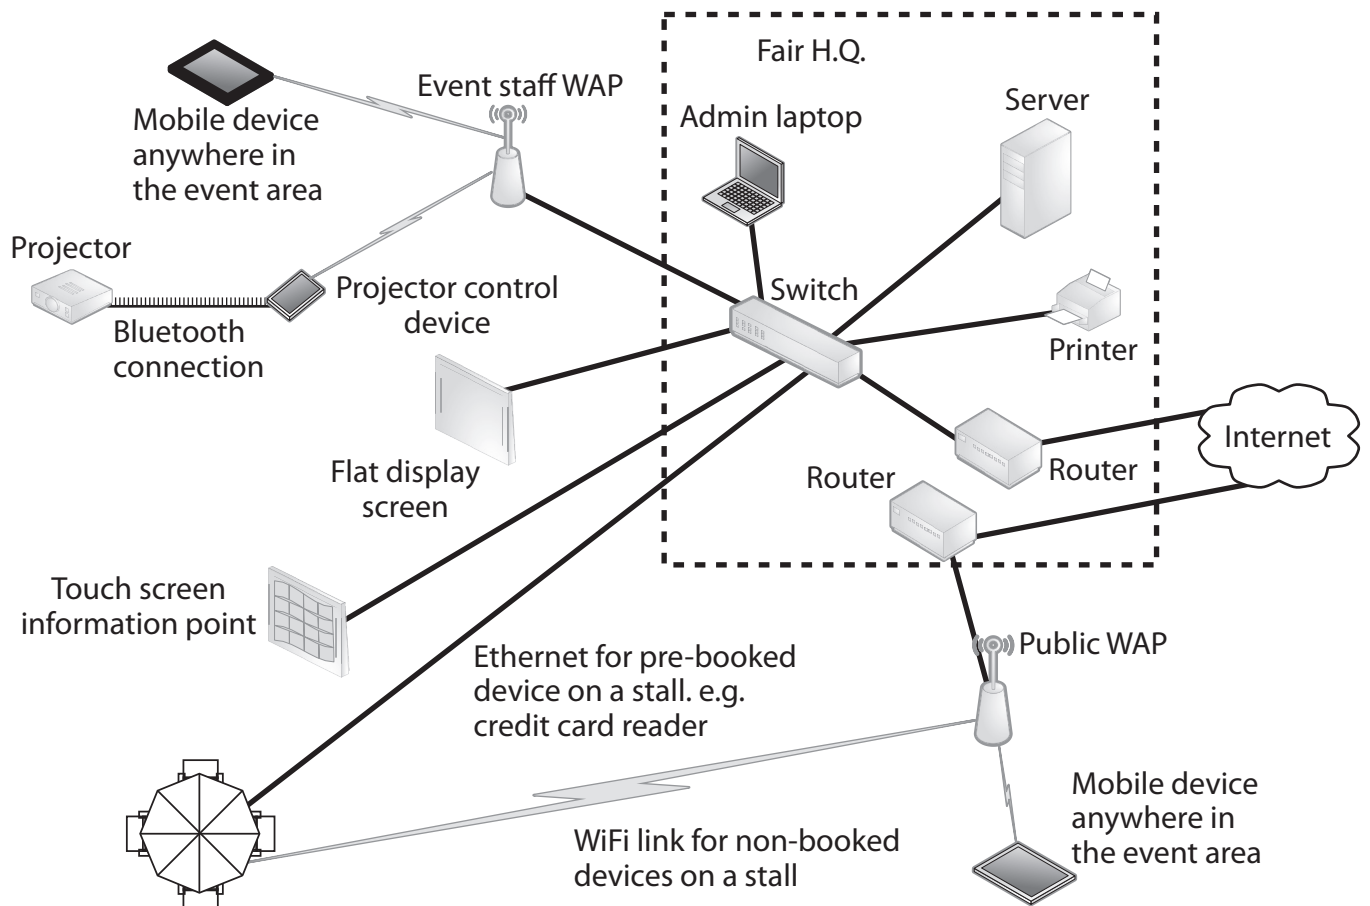 Fair H.Q.
Event staff WAP
Server
Admin laptop
Mobile device
anywhere in
the event area
Projector
Projector control
device
Switch
Bluetooth
connection
Printer
Flat display
screen
Internet
Router
Router
Touch screen
information point
Ethernet for pre-booked
device on a stall. e.g.
credit card reader
Public WAP
WiFi link for non-booked
devices on a stall
Mobile device
anywhere in
the event area